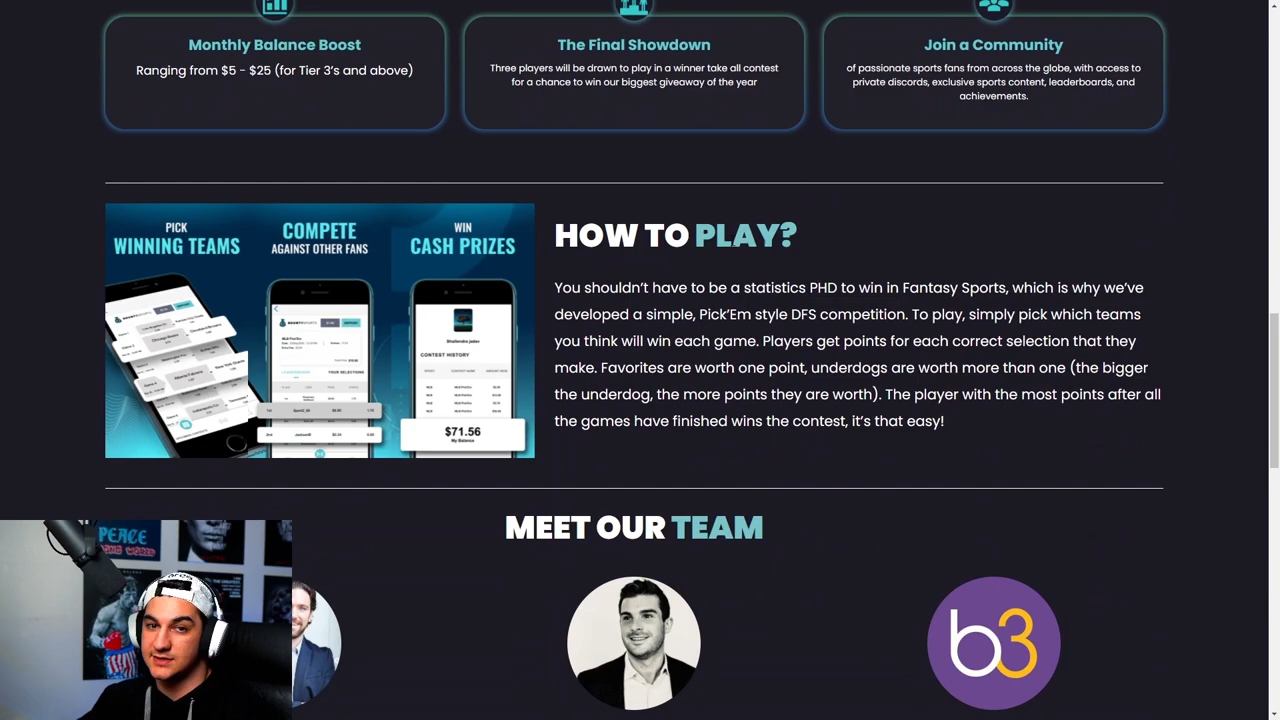 Monthly Balance Boost
Ranging from $5 - $25 (for Tier 3's and above)
The Final Showdown
Three players will be drawn to play in a winner take all contest
for a chance to win our biggest giveaway of the year
Join a Community
of passionate sports fans from across the globe, with access to
private discords, exclusive sports content, leaderboards, and
achievements.
PICK
WINNING TEAMS
COMPETE
AGAINST OTHER FANS
WIN
CASH PRIZES
CONTEST HISTORY
YOUR SELECTIONS
$71.56
My Balance
HOW TO PLAY?
You shouldn't have to be a statistics PHD to win in Fantasy Sports, which is why we've
developed a simple, Pick'Em style DFS competition. To play, simply pick which teams
you think will win each game. Players get points for each correct selection that they
make. Favorites are worth one point, underdogs are worth more than one (the bigger
the underdog, the more points they are worth). The player with the most points after all
the games have finished wins the contest, it's that easy!
MEET OUR TEAM
PEACE
b3